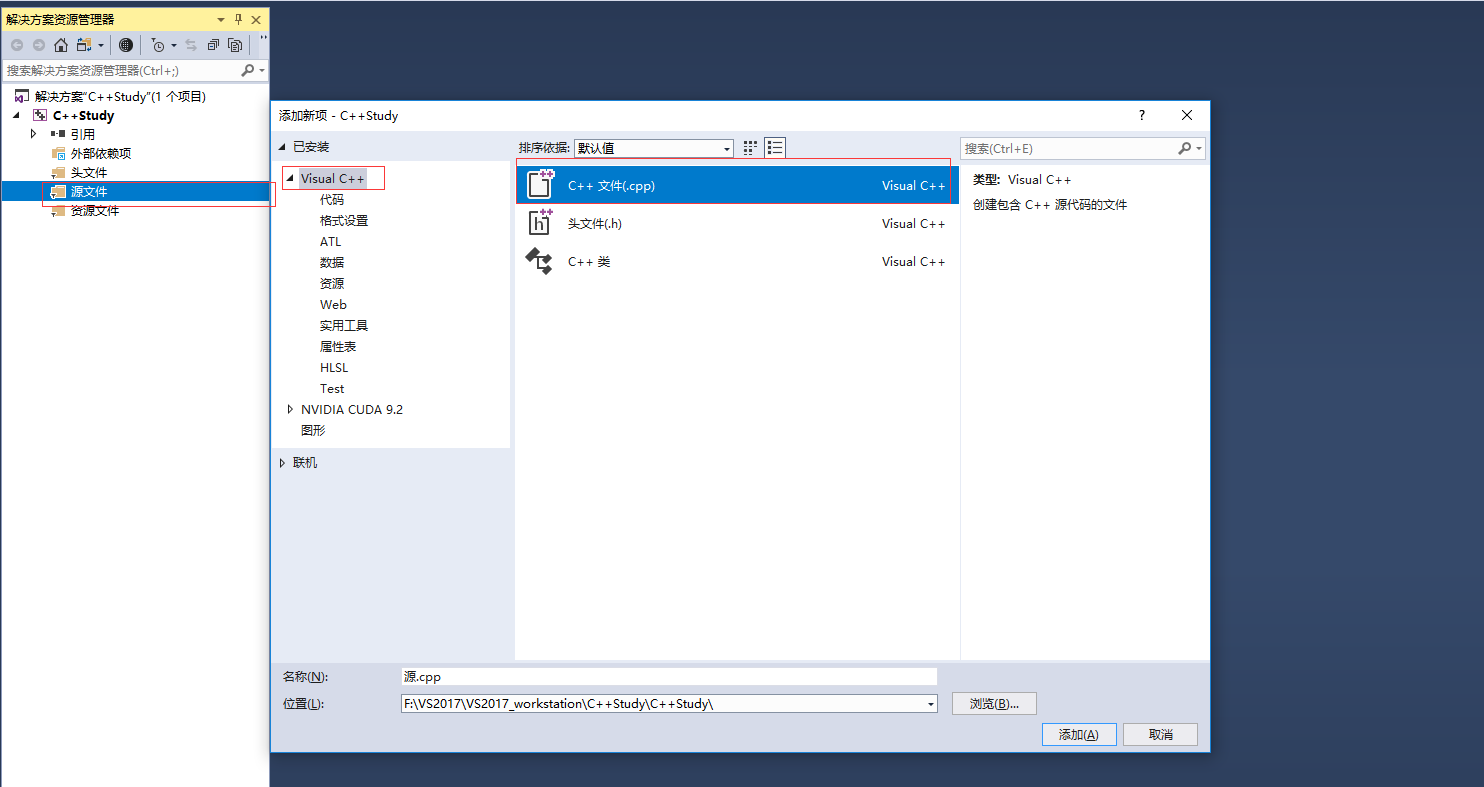 解决方案资源管理器
搜索解决方案资源管理器(Ctrl+;)
解决方案"C++Study"(1 个项目)
C++Study
引用
外部依赖项
头文件
源文件
资源文件
添加新项 - C++Study
?
已安装
Visual C++
代码
格式设置
ATL
数据
资源
Web
实用工具
属性表
HLSL
Test
NVIDIA CUDA 9.2
图形
联机
排序依据: 默认值
C++ 文件(.cpp) Visual C++
头文件(.h) Visual C++
C++ 类 Visual C++
搜索(Ctrl+E)
类型: Visual C++
创建包含 C++ 源代码的文件
名称(N): 源.cpp
位置(L): F:\VS2017\VS2017_workstation\C++Study\C++Study\ 浏览(B)...
添加(A) 取消